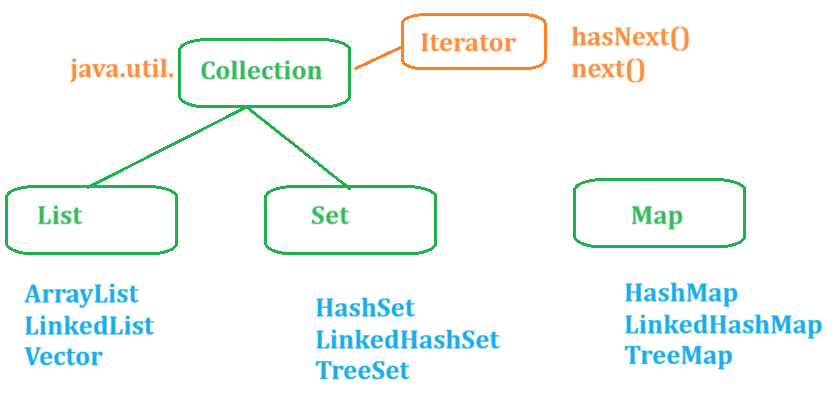 Iterator
hasNext()
next()
java.util.
Collection
List
Set
Map
ArrayList
LinkedList
Vector
HashSet
LinkedHashSet
TreeSet
HashMap
LinkedHashMap
TreeMap